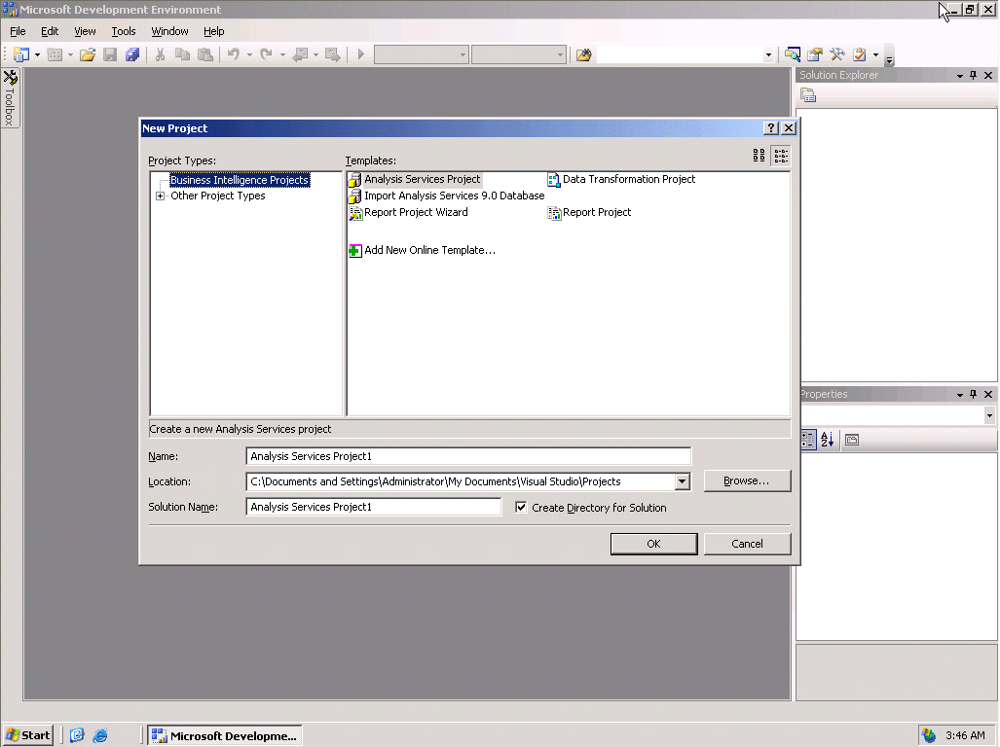 Microsoft Development Environment
File Edit View Tools Window Help
Toolbox
Solution Explorer
New Project
Project Types:
Templates:
Business Intelligence Projects
Other Project Types
Analysis Services Project
Data Transformation Project
Import Analysis Services 9.0 Database
Report Project Wizard
Report Project
Add New Online Template...
Properties
Create a new Analysis Services project
Name:
Analysis Services Project1
Location:
C:\Documents and Settings\Administrator\My Documents\Visual Studio\Projects
Browse...
Solution Name:
Analysis Services Project1
Create Directory for Solution
OK
Cancel
Start
Microsoft Developme...
3:46 AM